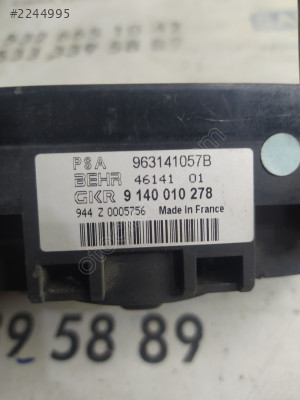 #2244995
PSA 963141057B
BEHR 46141 01
GKR 9 140 010 278
944 Z 0005756 Made in France
9 58 89